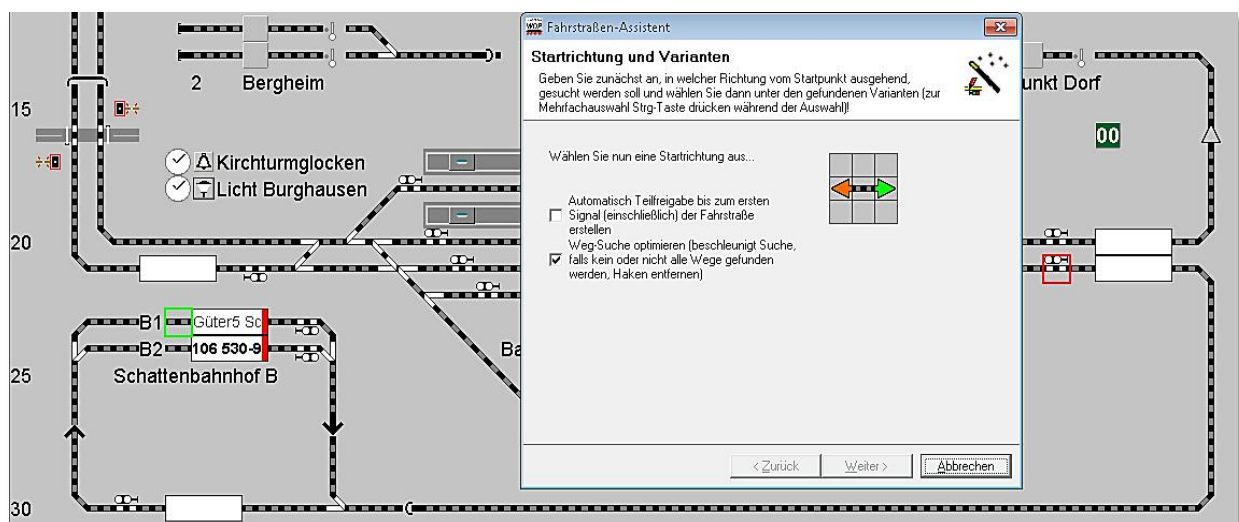 WDP Fahrstraßen-Assistent
Startrichtung und Varianten
Geben Sie zunächst an, in welcher Richtung vom Startpunkt ausgehend,
gesucht werden soll und wählen Sie dann unter den gefundenen Varianten (zur
Mehrfachauswahl Strg-Taste drücken während der Auswahl)!
Wählen Sie nun eine Startrichtung aus...
Automatisch Teilfreigabe bis zum ersten
Signal (einschließlich) der Fahrstraße
erstellen
Weg-Suche optimieren (beschleunigt Suche,
falls kein oder nicht alle Wege gefunden
werden, Haken entfernen)
< Zurück
Weiter >
Abbrechen
2 Bergheim
unkt Dorf
15
00
Kirchturmglocken
Licht Burghausen
20
B1
Güter5 Sc
B2
106 530-9
Ba
25
Schattenbahnhof B
30